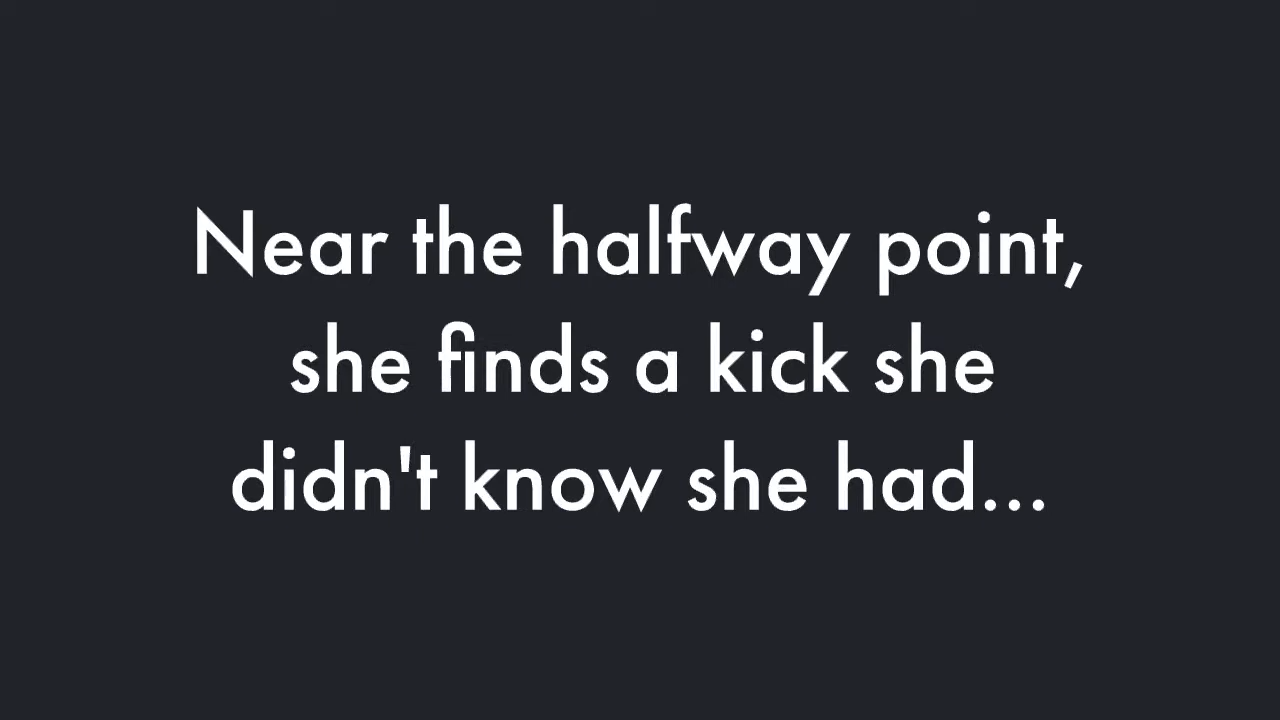 Near the halfway point,
she finds a kick she
didn't know she had...